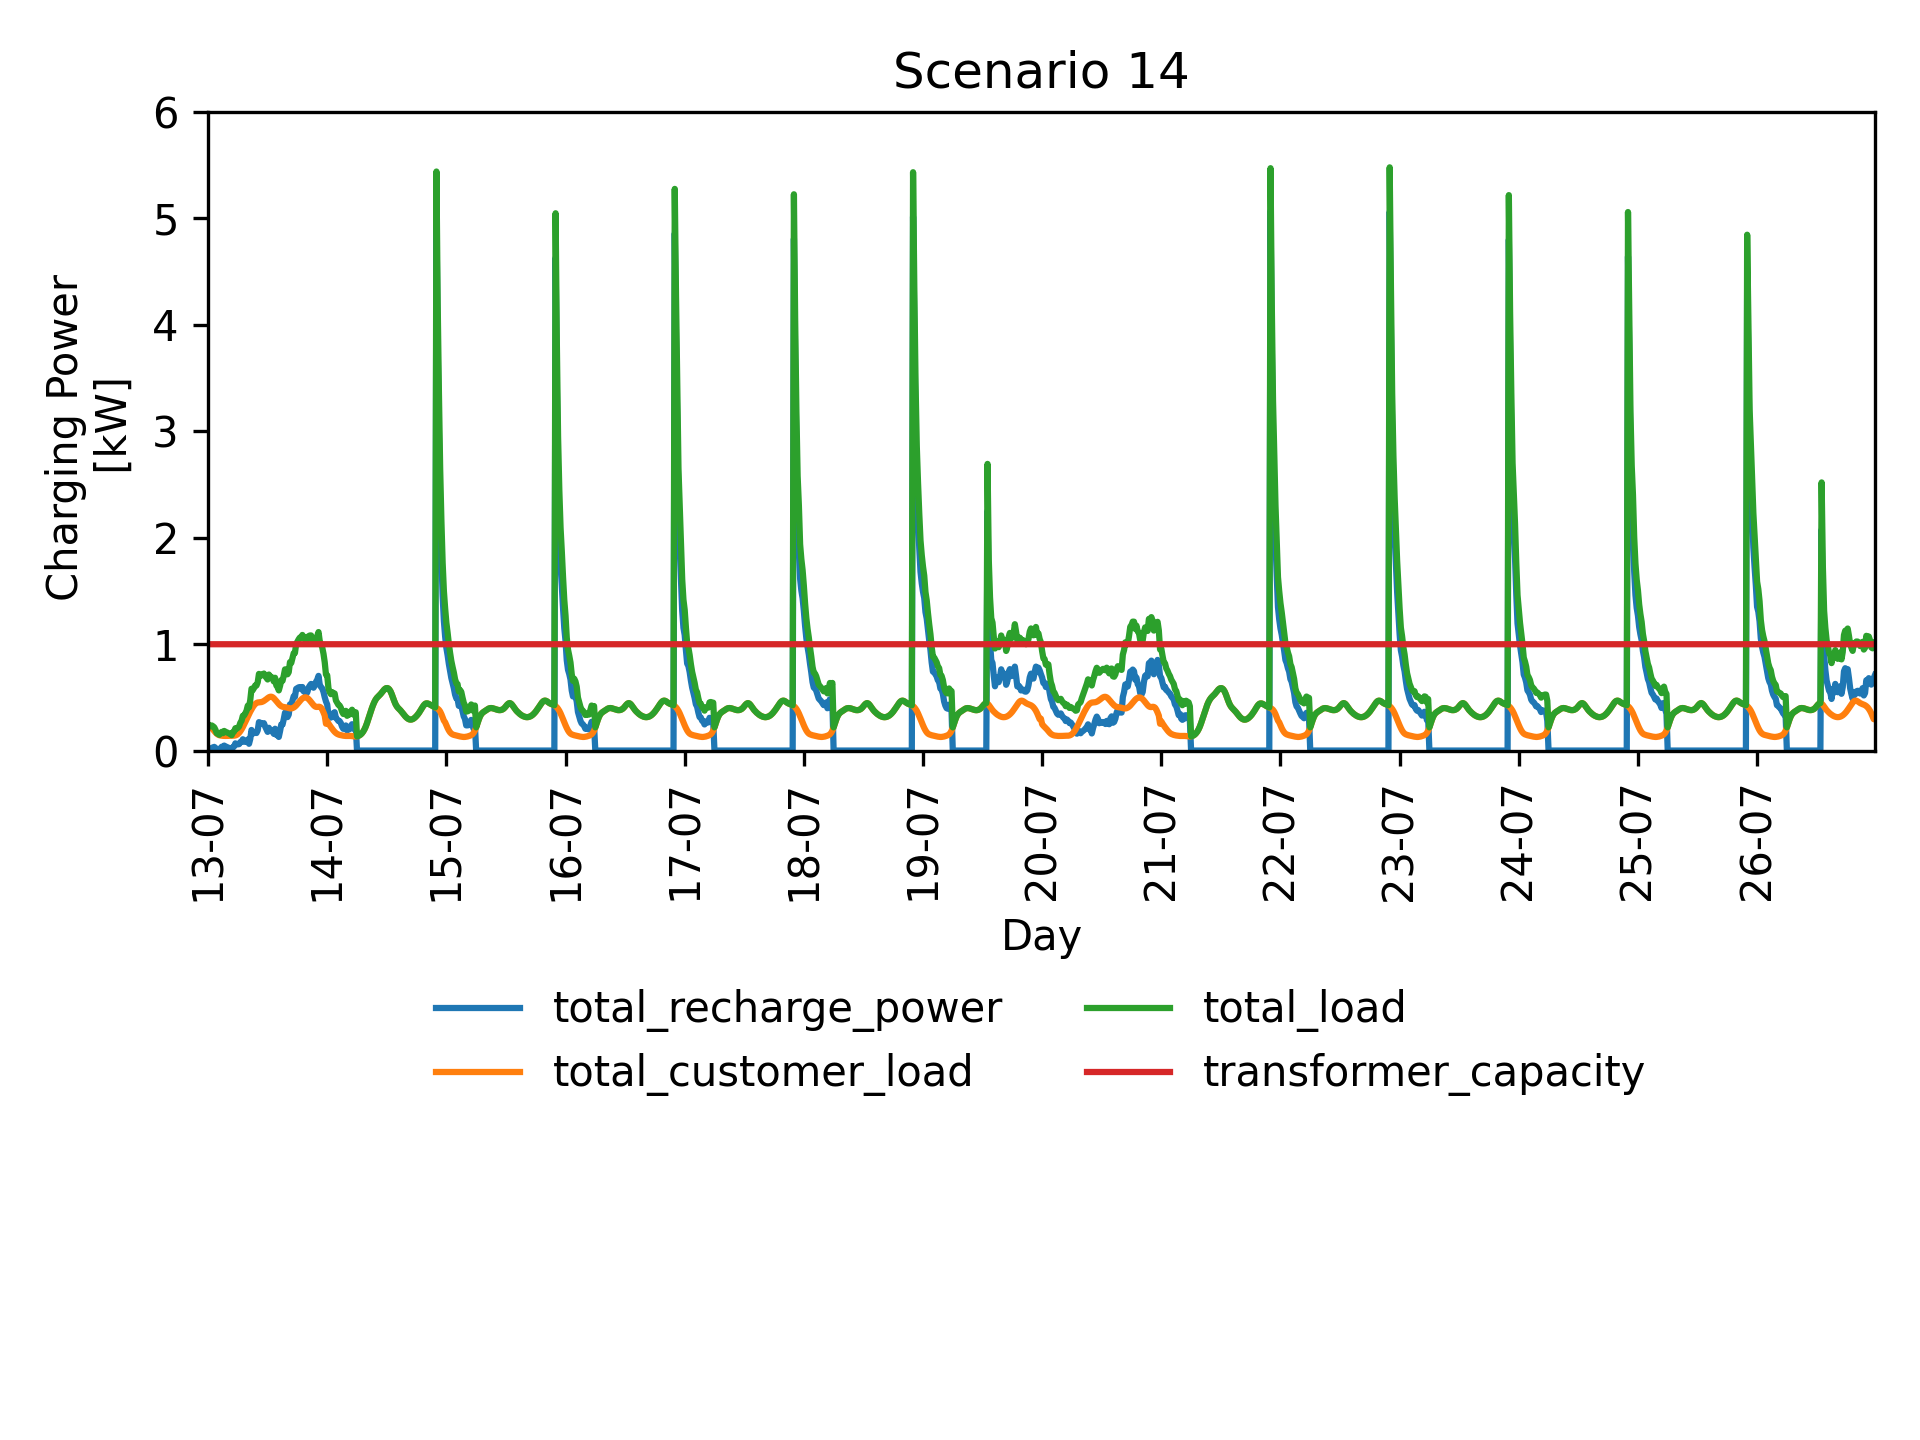 Scenario 14
Charging Power
[kW]
6
5
4
3
2
1
0
13-07
14-07
15-07
16-07
17-07
18-07
19-07
20-07
21-07
22-07
23-07
24-07
25-07
26-07
Day
total_recharge_power
total_customer_load
total_load
transformer_capacity